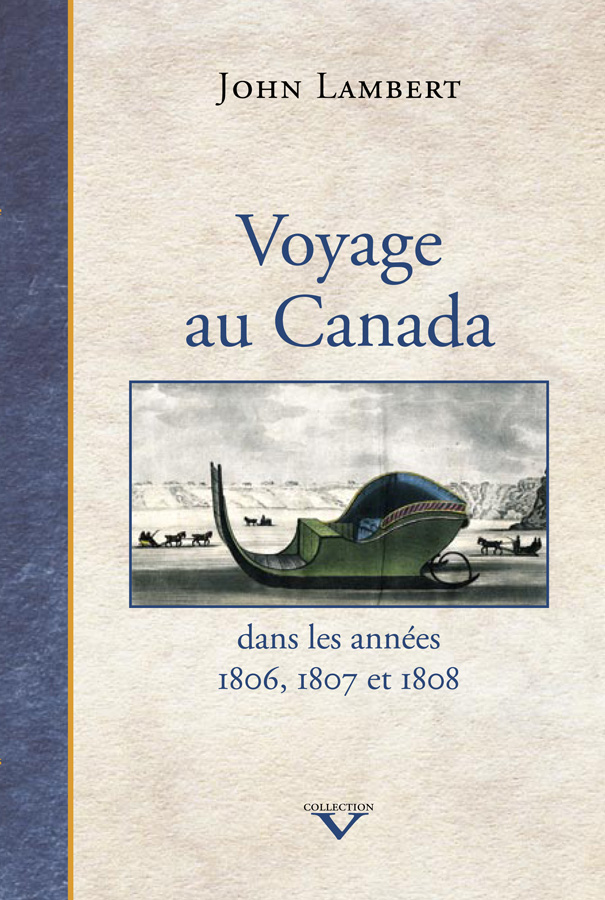 John Lambert
Voyage
au Canada
dans les années
1806, 1807 et 1808
COLLECTION
V